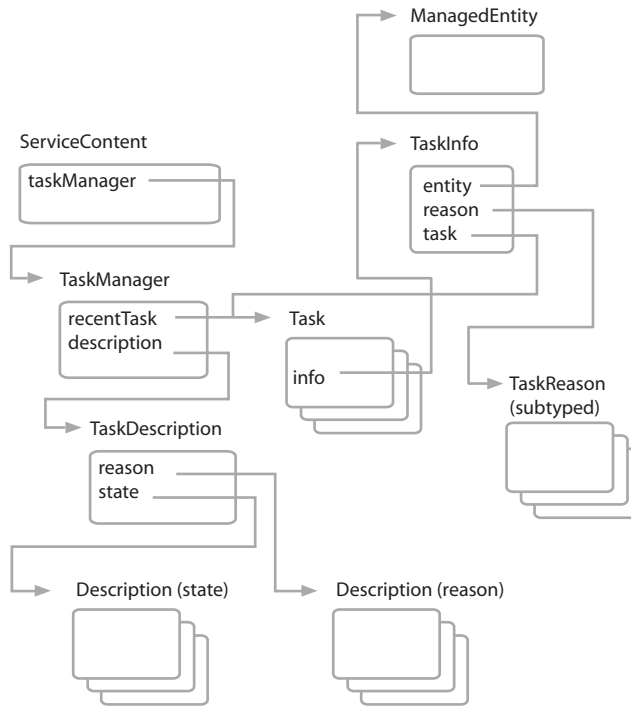 ManagedEntity
ServiceContent
taskManager
TaskInfo
entity
reason
task
TaskManager
recentTask
description
Task
info
TaskReason
(subtyped)
TaskDescription
reason
state
Description (state)
Description (reason)